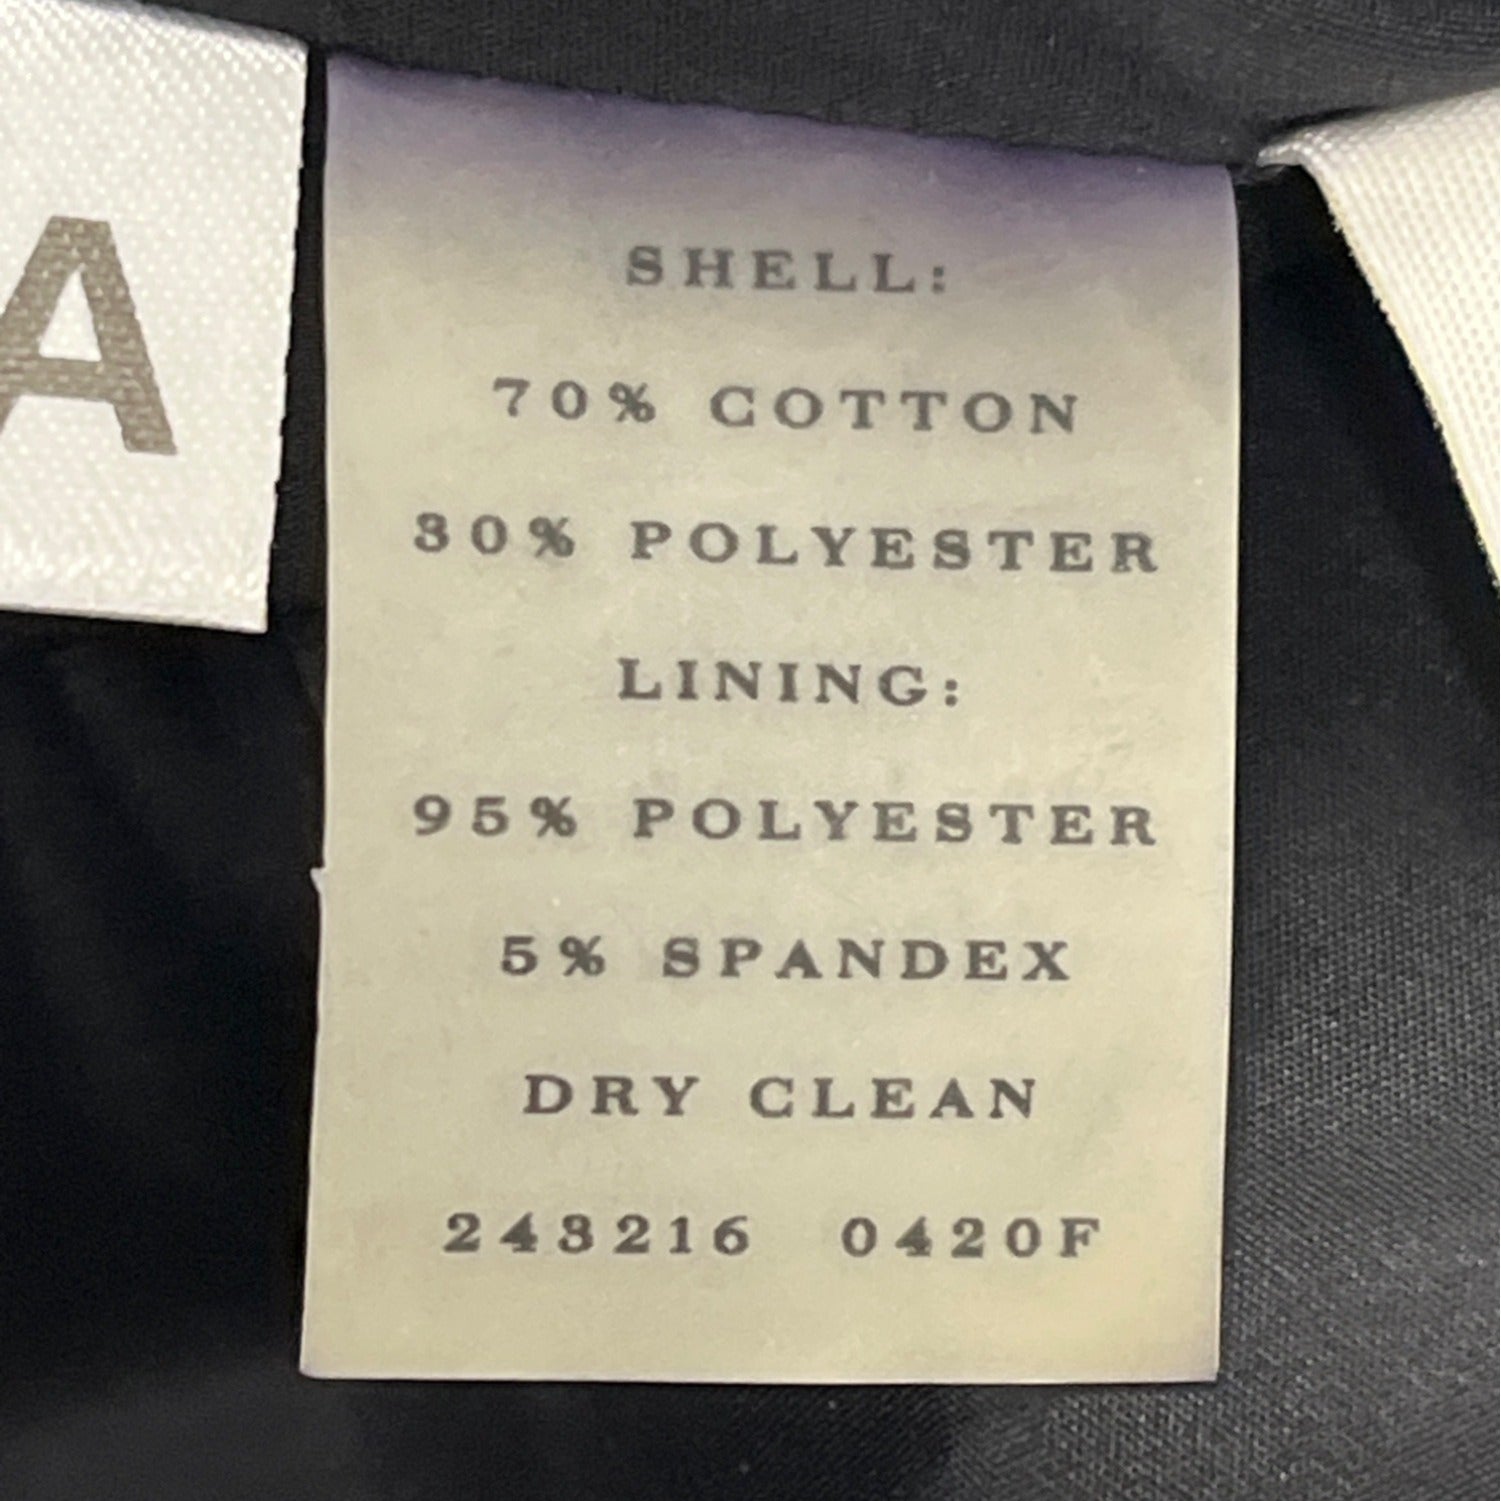 A
SHELL:
70% COTTON
30% POLYESTER
LINING:
95% POLYESTER
5% SPANDEX
DRY CLEAN
243216 0420F